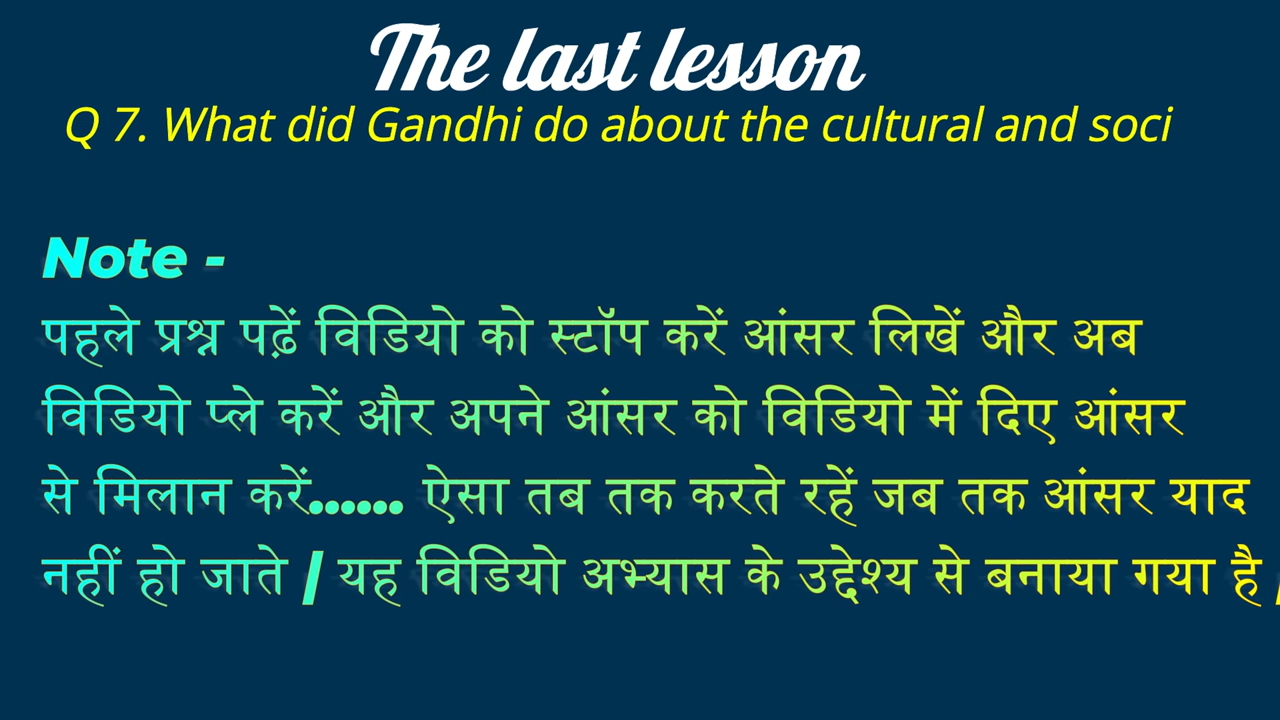 The last lesson
Q 7. What did Gandhi do about the cultural and soci
Note -
पहले प्रश्न पढ़ें विडियो को स्टॉप करें आंसर लिखें और अब
विडियो प्ले करें और अपने आंसर को विडियो में दिए आंसर
से मिलान करें...... ऐसा तब तक करते रहें जब तक आंसर याद
नहीं हो जाते / यह विडियो अभ्यास के उद्देश्य से बनाया गया है /